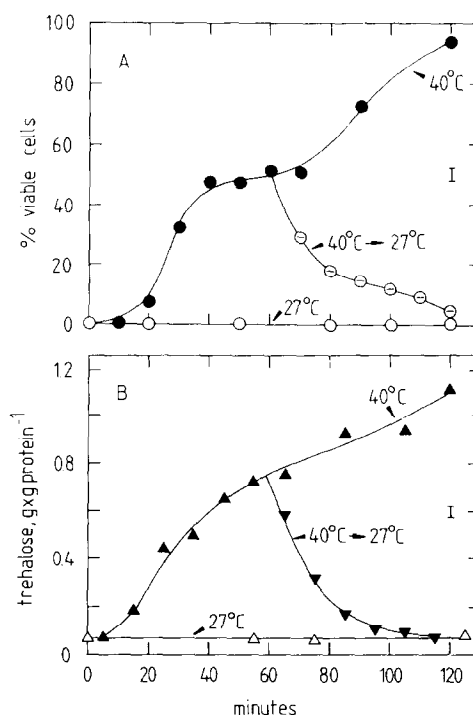 100
A
80
40°C
60
I
40
40°C→27°C
20
27°C
0
% viable cells
1.2
B
40°C
0.8
I
40°C→27°C
0.4
27°C
0
trehalose, gxgprotein⁻¹
0 20 40 60 80 100 120
minutes